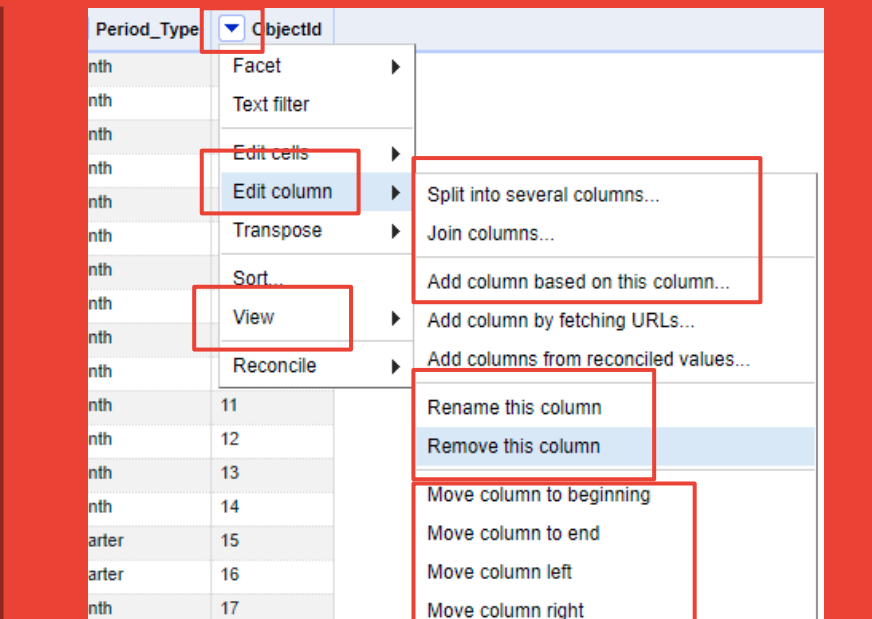 Period_Type ObjectId
nth Facet
nth Text filter
nth
nth Edit cells
nth Edit column Split into several columns...
nth Transpose Join columns...
nth Sort... Add column based on this column...
nth View Add column by fetching URLs...
nth
nth Reconcile Add columns from reconciled values...
nth 11 Rename this column
nth 12 Remove this column
nth 13
nth 14 Move column to beginning
arter 15 Move column to end
arter 16 Move column left
nth 17 Move column right